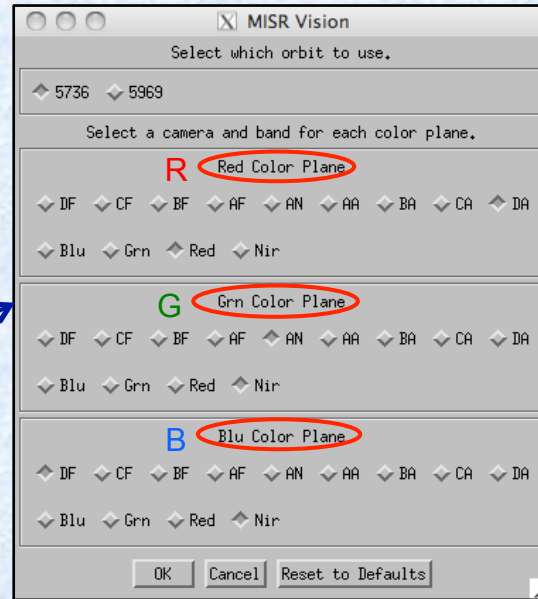 X MISR Vision
Select which orbit to use.
5736 5969
Select a camera and band for each color plane.
R Red Color Plane
DF CF BF AF AN AA BA CA DA
Blu Grn Red Nir
G Grn Color Plane
DF CF BF AF AN AA BA CA DA
Blu Grn Red Nir
B Blu Color Plane
DF CF BF AF AN AA BA CA DA
Blu Grn Red Nir
OK Cancel Reset to Defaults